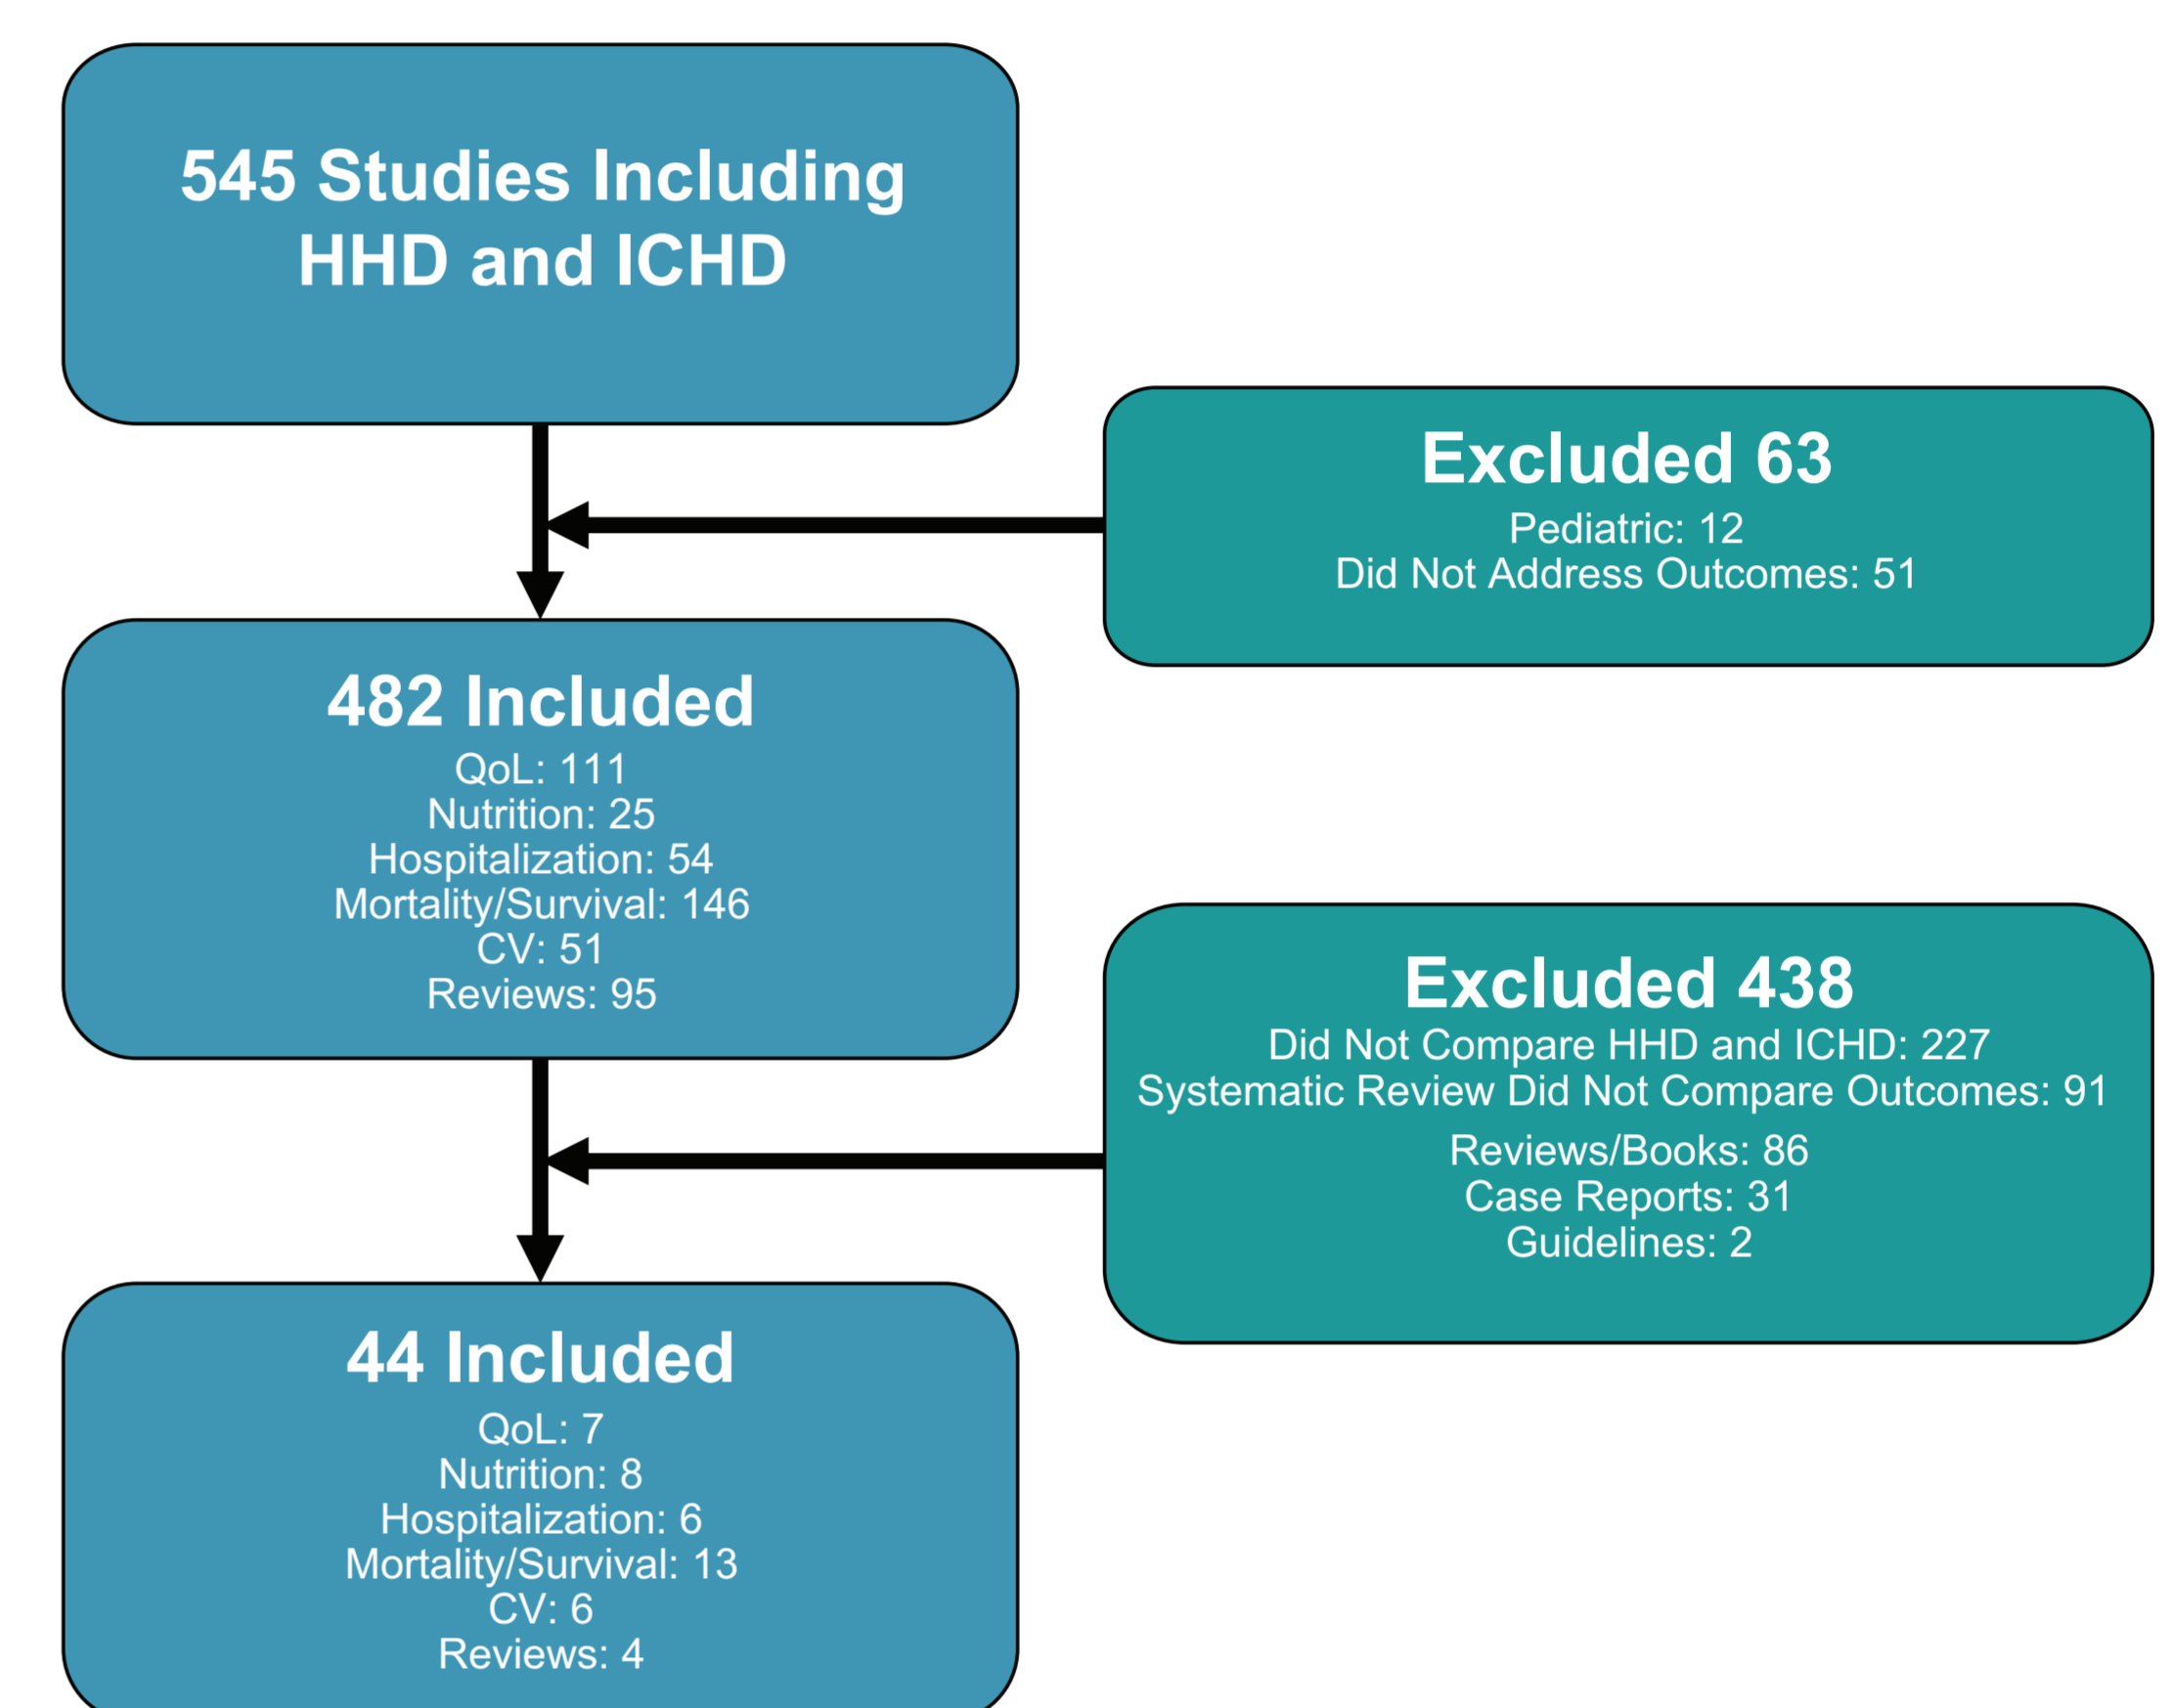 545 Studies Including
HHD and ICHD
Excluded 63
Pediatric: 12
Did Not Address Outcomes: 51
482 Included
QoL: 111
Nutrition: 25
Hospitalization: 54
Mortality/Survival: 146
CV: 51
Reviews: 95
Excluded 438
Did Not Compare HHD and ICHD: 227
Systematic Review Did Not Compare Outcomes: 91
Reviews/Books: 86
Case Reports: 31
Guidelines: 2
44 Included
QoL: 7
Nutrition: 8
Hospitalization: 6
Mortality/Survival: 13
CV: 6
Reviews: 4